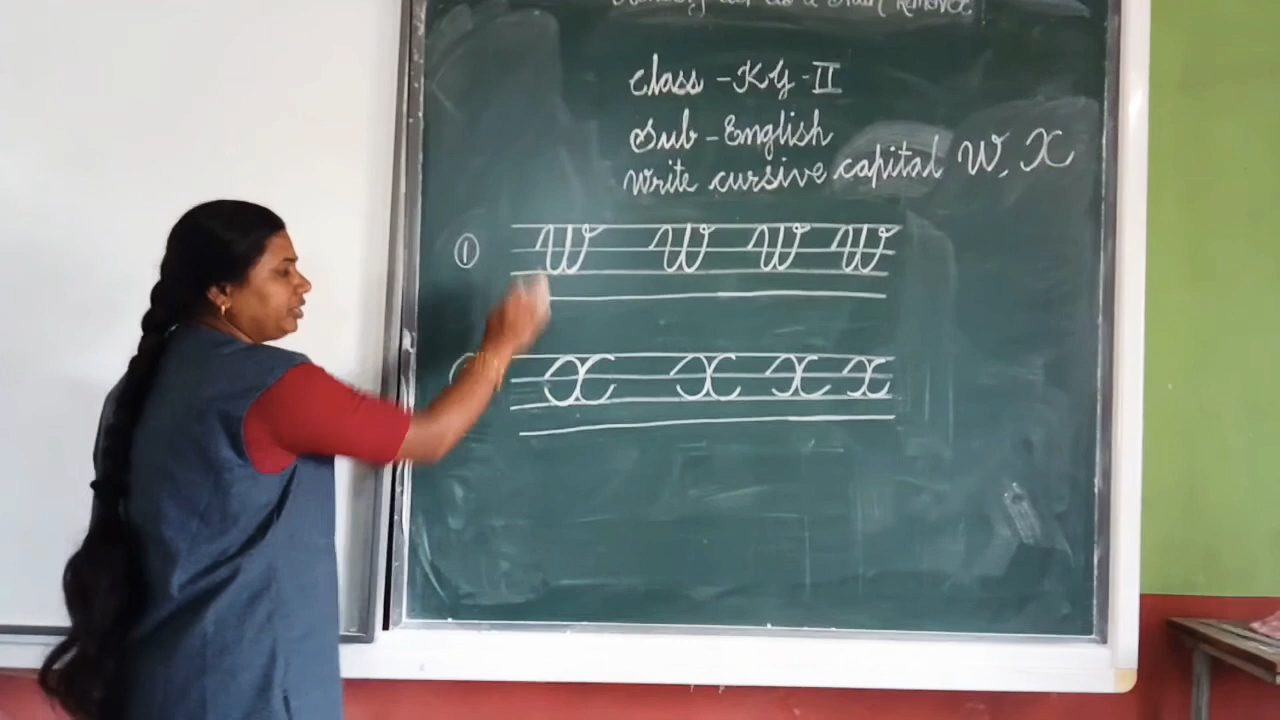 Class - KG - II
Sub - English
Write cursive capital W, X
① W W W W
X X X X